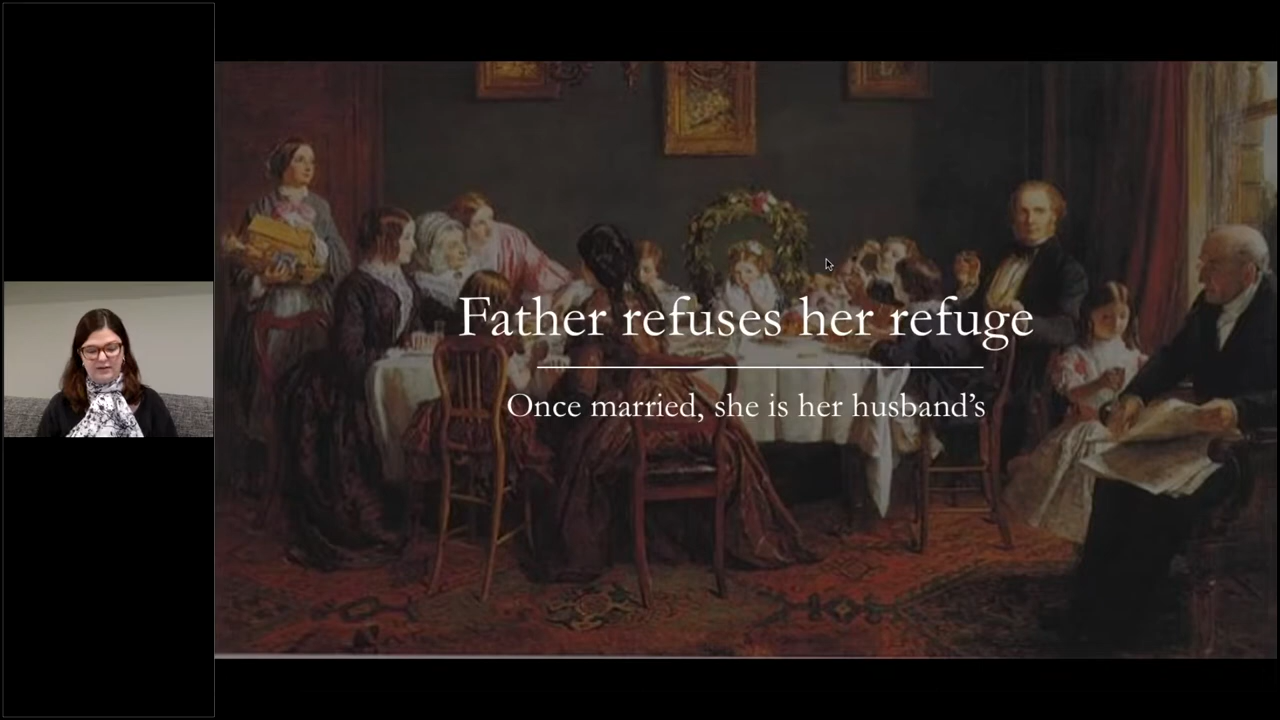 Father refuses her refuge
Once married, she is her husband’s